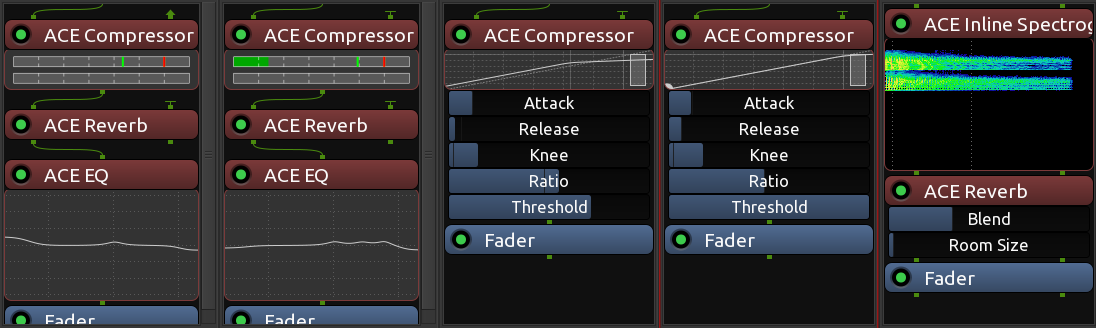 ACE Compressor
ACE Reverb
ACE EQ
Fader
ACE Compressor
ACE Reverb
ACE EQ
Fader
ACE Compressor
Attack
Release
Knee
Ratio
Threshold
Fader
ACE Compressor
Attack
Release
Knee
Ratio
Threshold
Fader
ACE Inline Spectrog
ACE Reverb
Blend
Room Size
Fader